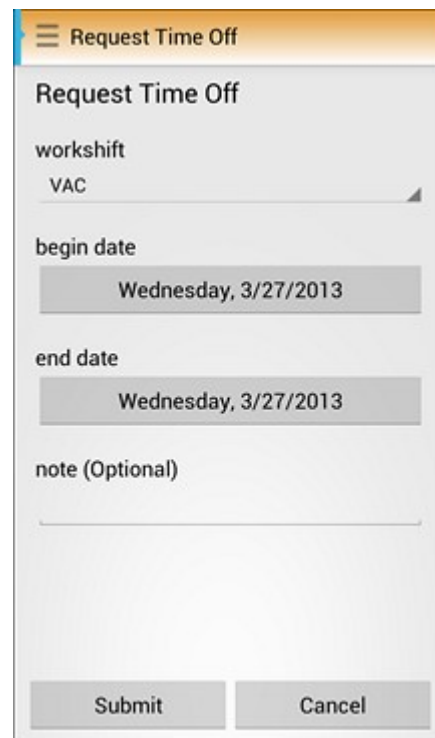 Request Time Off
Request Time Off
workshift
VAC
begin date
Wednesday, 3/27/2013
end date
Wednesday, 3/27/2013
note (Optional)
Submit Cancel